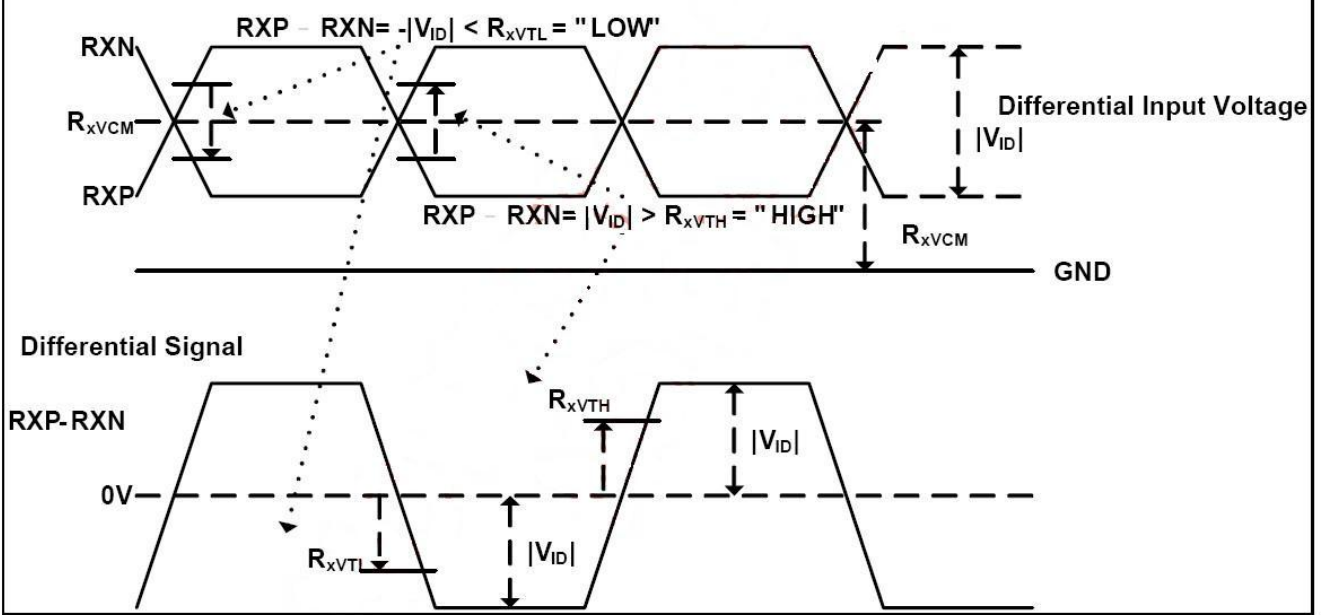 RXP - RXN= -|VID| < RxVTL = "LOW"
RXN
RxVCM
Differential Input Voltage
|VID|
RXP
RXP - RXN= |VID| > RxVTH = "HIGH"
RxVCM
GND
Differential Signal
RxVTH
RXP-RXN
|VID|
0V
RxVTL
|VID|